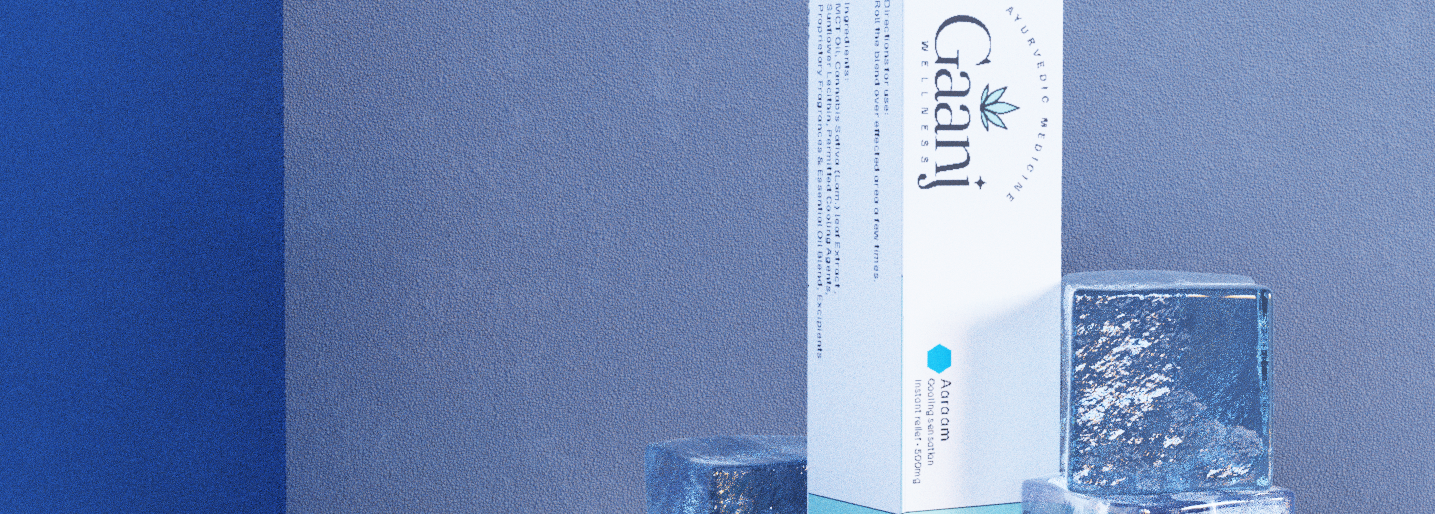 AYURVEDIC MEDICINE
Gaanj
WELLNESS
Aaraam
Cooling sensation
Instant relief • 500mg
Directions for use:
Roll the blend over affected area a few times.
Ingredients:
MCT Oil, Cannabis Sativa (Lam.) leaf Extract,
Sunflower Lecithin, Permitted Cooling Agents,
Proprietary Fragrances & Essential Oil Blend, Excipients